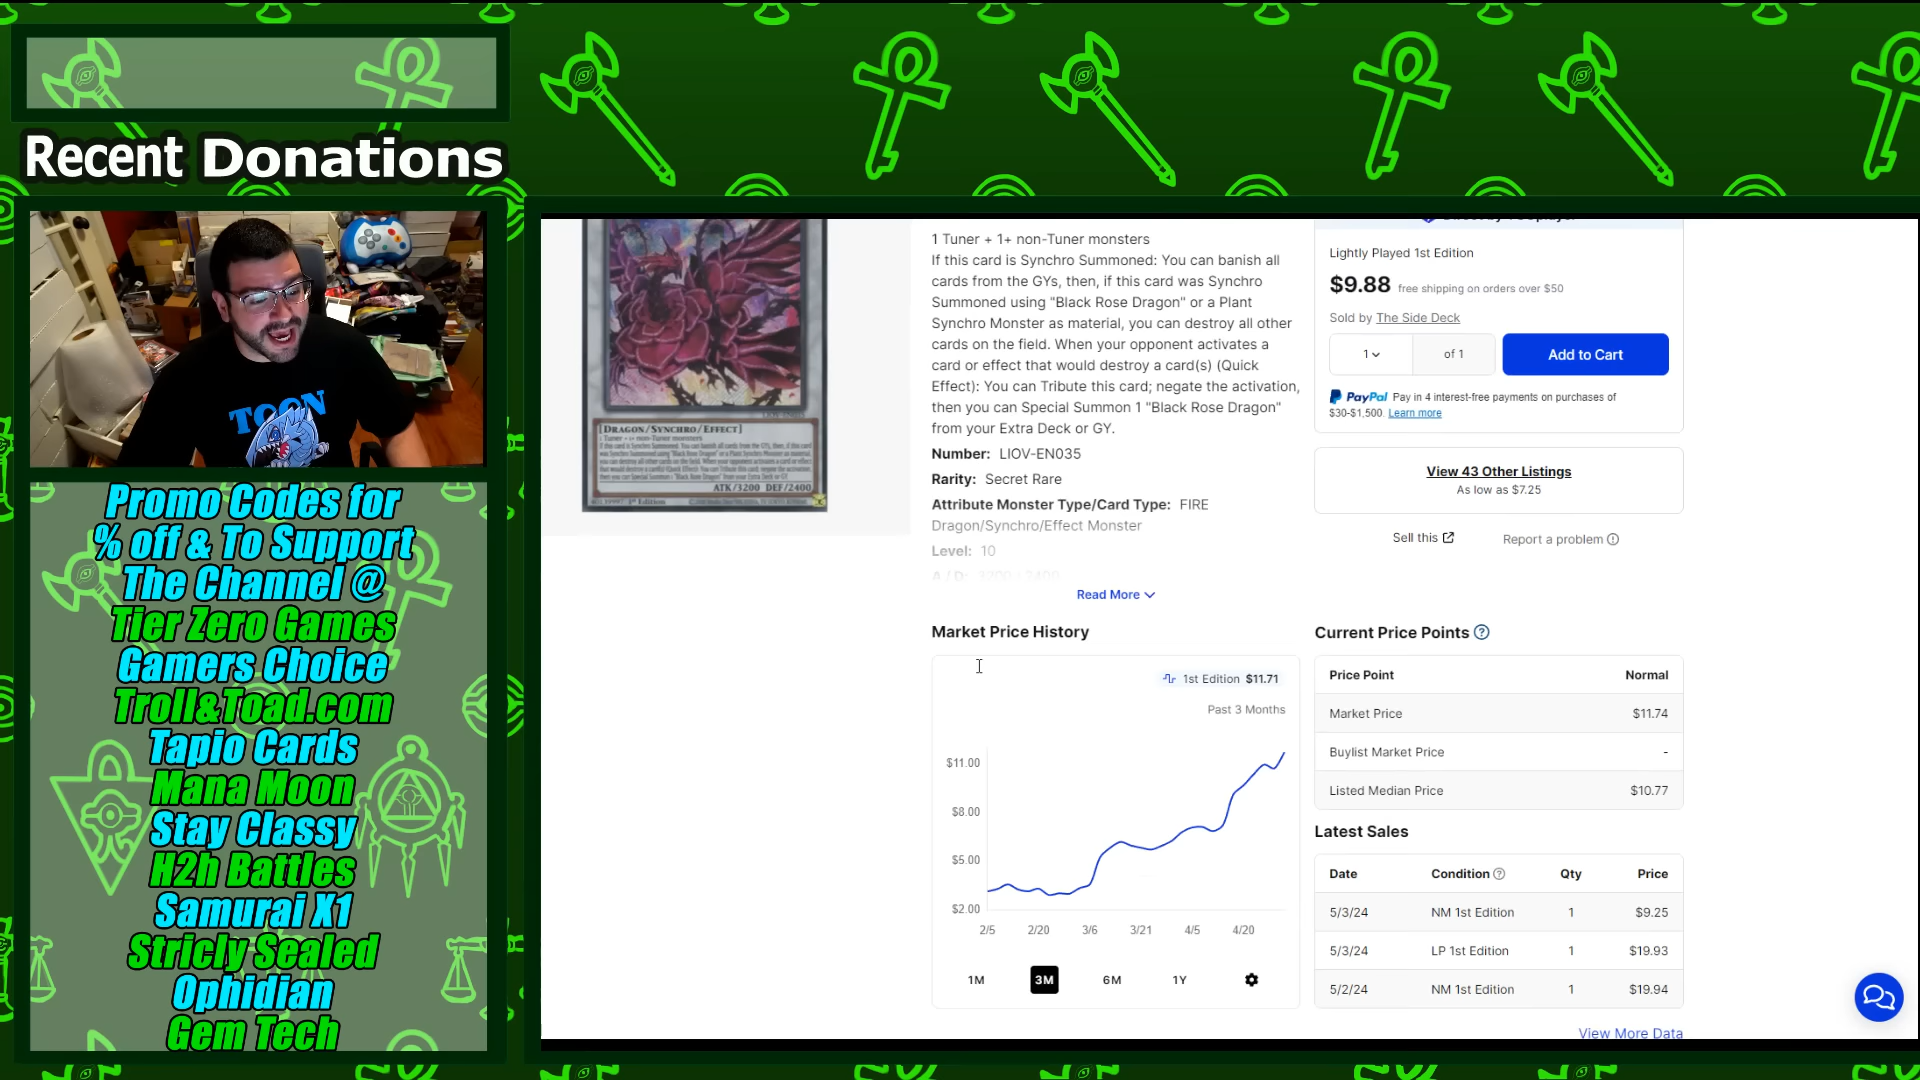 Recent Donations
TOON
Promo Codes for
% off & To Support
The Channel @
Tier Zero Games
Gamers Choice
Troll&Toad.com
Tapio Cards
Mana Moon
Stay Classy
H2h Battles
Samurai X1
Stricly Sealed
Ophidian
Gem Tech
[DRAGON/SYNCHRO/EFFECT]
1 Tuner + 1+ non-Tuner monsters
ATK/3200 DEF/2400
1st Edition
1 Tuner + 1+ non-Tuner monsters
If this card is Synchro Summoned: You can banish all
cards from the GYs, then, if this card was Synchro
Summoned using "Black Rose Dragon" or a Plant
Synchro Monster as material, you can destroy all other
cards on the field. When your opponent activates a
card or effect that would destroy a card(s) (Quick
Effect): You can Tribute this card; negate the activation,
then you can Special Summon 1 "Black Rose Dragon"
from your Extra Deck or GY.
Number: LIOV-EN035
Rarity: Secret Rare
Attribute Monster Type/Card Type: FIRE
Dragon/Synchro/Effect Monster
Level: 10
A / D: 3200 / 2400
Read More
Market Price History
1st Edition $11.71
Past 3 Months
$11.00
$8.00
$5.00
$2.00
2/5 2/20 3/6 3/21 4/5 4/20
1M 3M 6M 1Y
Lightly Played 1st Edition
$9.88 free shipping on orders over $50
Sold by The Side Deck
1 of 1 Add to Cart
PayPal Pay in 4 interest-free payments on purchases of
$30-$1,500. Learn more
View 43 Other Listings
As low as $7.25
Sell this Report a problem
Current Price Points
Price Point Normal
Market Price $11.74
Buylist Market Price -
Listed Median Price $10.77
Latest Sales
Date Condition Qty Price
5/3/24 NM 1st Edition 1 $9.25
5/3/24 LP 1st Edition 1 $19.93
5/2/24 NM 1st Edition 1 $19.94
View More Data